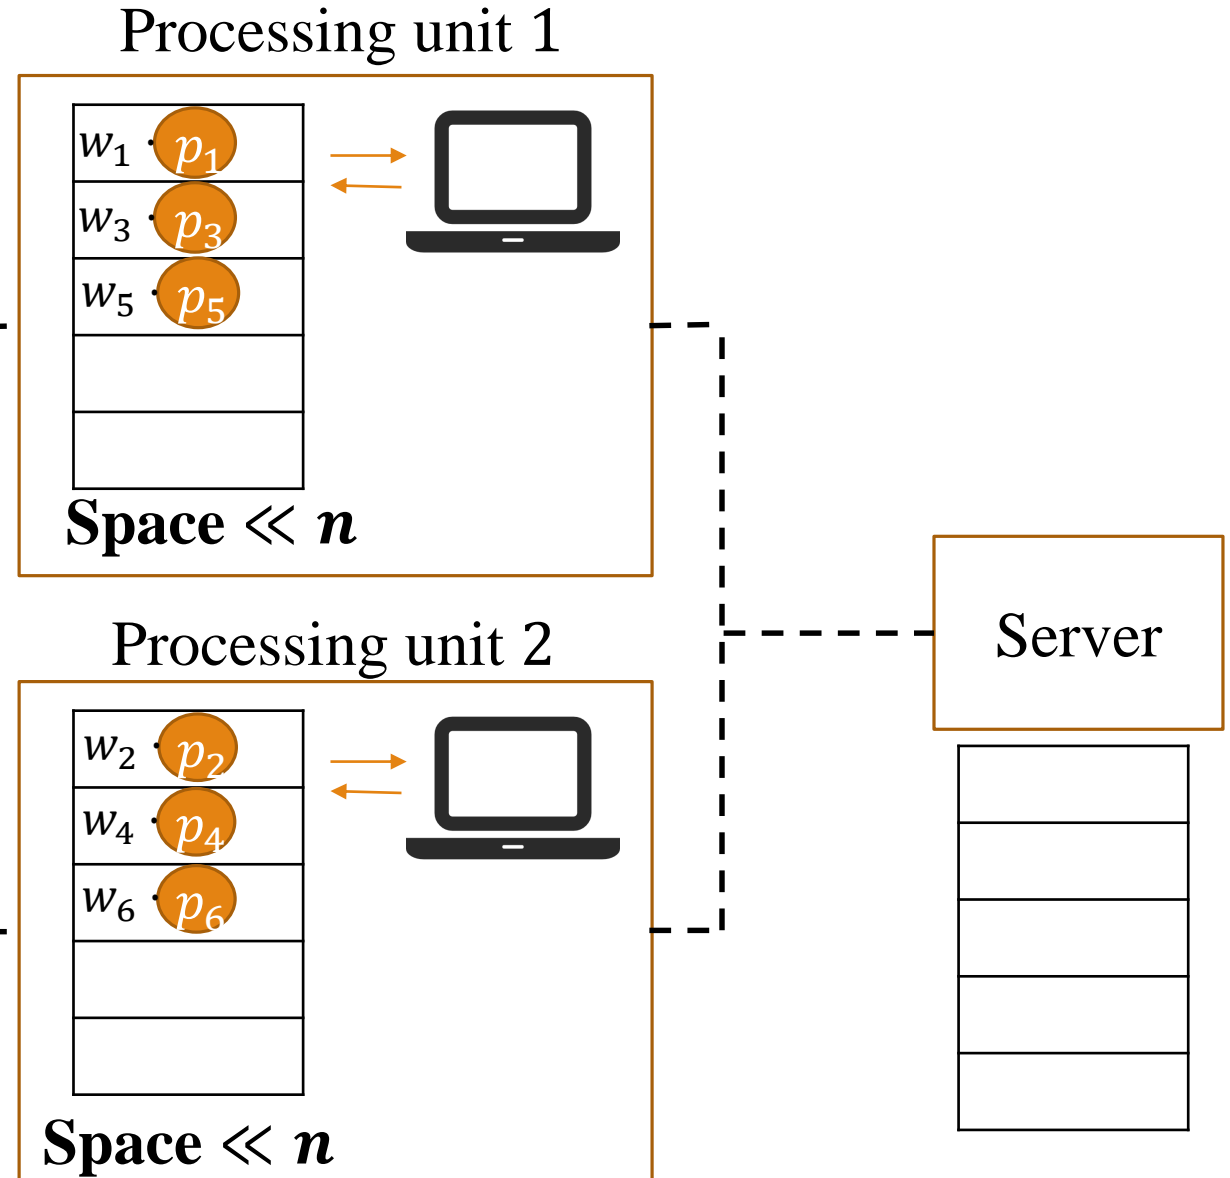 Processing unit 1
w₁ · p₁
w₃ · p₃
w₅ · p₅
Space ≪ n
Processing unit 2
w₂ · p₂
w₄ · p₄
w₆ · p₆
Space ≪ n
Server